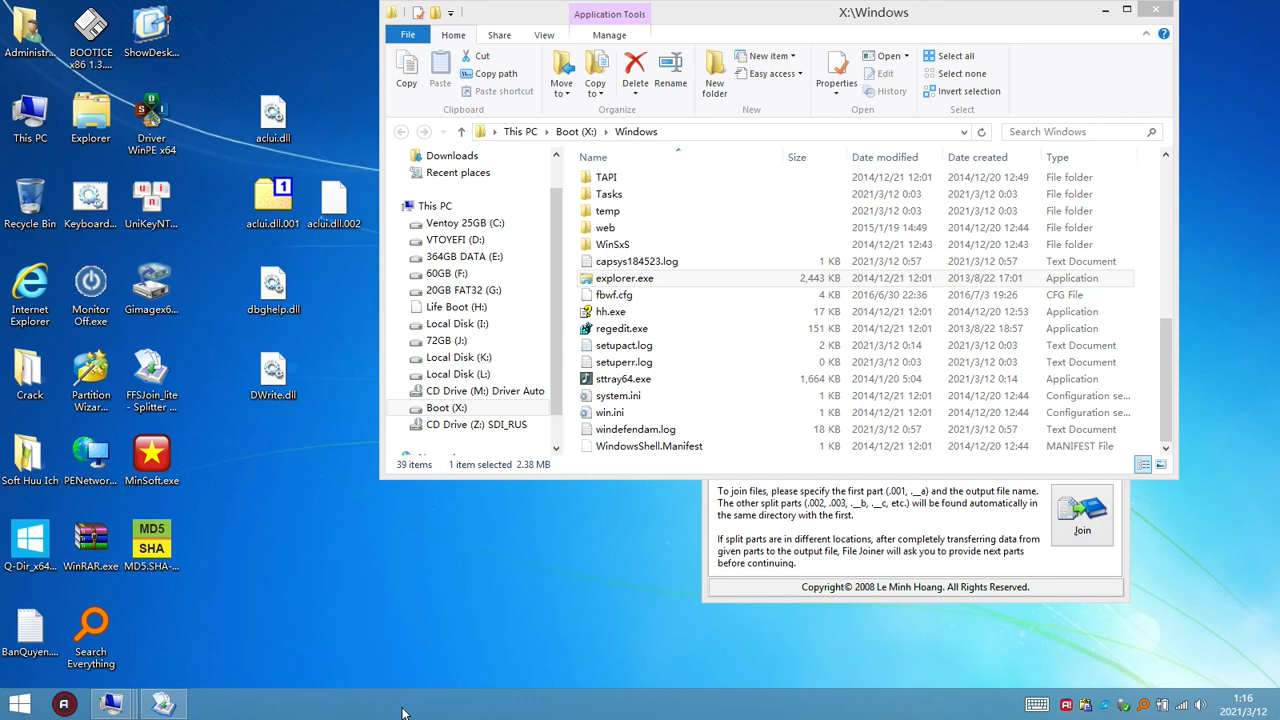 Administr...
BOOTICE
x86 1.3....
ShowDesk...
This PC
Explorer
Driver
WinPE x64
aclui.dll
Recycle Bin
Keyboard...
UniKeyNT...
aclui.dll.001
aclui.dll.002
Internet
Explorer
Monitor
Off.exe
Gimagex6...
dbghelp.dll
Crack
Partition
Wizar...
FFSJoin_lite
- Splitter ...
DWrite.dll
Soft Huu Ich
PENetwor...
MinSoft.exe
MD5
SHA
Q-Dir_x64...
WinRAR.exe
MD5.SHA-...
BanQuyen....
Search
Everything
Application Tools
X:\Windows
File
Home
Share
View
Manage
Copy
Paste
Cut
Copy path
Paste shortcut
Clipboard
Move
to
Copy
to
Delete
Rename
Organize
New
folder
New item
Easy access
New
Properties
Open
Edit
History
Open
Select all
Select none
Invert selection
Select
This PC
Boot (X:)
Windows
Search Windows
Downloads
Recent places
This PC
Ventoy 25GB (C:)
VTOYEFI (D:)
364GB DATA (E:)
60GB (F:)
20GB FAT32 (G:)
Life Boot (H:)
Local Disk (I:)
72GB (J:)
Local Disk (K:)
Local Disk (L:)
CD Drive (M:) Driver Auto
Boot (X:)
CD Drive (Z:) SDI_RUS
Name Size Date modified Date created Type
TAPI 2014/12/21 12:01 2014/12/20 12:49 File folder
Tasks 2021/3/12 0:03 2021/3/12 0:03 File folder
temp 2021/3/12 0:03 2021/3/12 0:03 File folder
web 2015/1/19 14:49 2014/12/20 12:44 File folder
WinSxS 2014/12/21 12:43 2014/12/20 12:44 File folder
capsys184523.log 1 KB 2021/3/12 0:57 2021/3/12 0:57 Text Document
explorer.exe 2,443 KB 2014/12/21 12:01 2013/8/22 17:11 Application
fbwf.cfg 4 KB 2016/6/30 22:36 2016/7/3 19:26 CFG File
hh.exe 17 KB 2014/12/21 12:01 2014/12/20 12:53 Application
regedit.exe 151 KB 2014/12/21 12:01 2013/8/22 18:57 Application
setupact.log 2 KB 2021/3/12 0:14 2021/3/12 0:03 Text Document
setuperr.log 0 KB 2021/3/12 0:03 2021/3/12 0:03 Text Document
sttray64.exe 1,664 KB 2014/1/20 5:04 2021/3/12 0:14 Application
system.ini 1 KB 2014/12/21 12:01 2014/12/20 12:44 Configuration se...
win.ini 1 KB 2014/12/21 12:01 2014/12/20 12:44 Configuration se...
windefendam.log 18 KB 2021/3/12 0:57 2021/3/12 0:03 Text Document
WindowsShell.Manifest 1 KB 2014/12/21 12:01 2014/12/20 12:44 MANIFEST File
39 items 1 item selected 2.38 MB
To join files, please specify the first part (.001, .__a) and the output file name.
The other split parts (.002, .003, .__b, .__c, etc.) will be found automatically in
the same directory with the first.
If split parts are in different locations, after completely transferring data from
given parts to the output file, File Joiner will ask you to provide next parts
before continuing.
Join
Copyright© 2008 Le Minh Hoang. All Rights Reserved.
1:16
2021/3/12